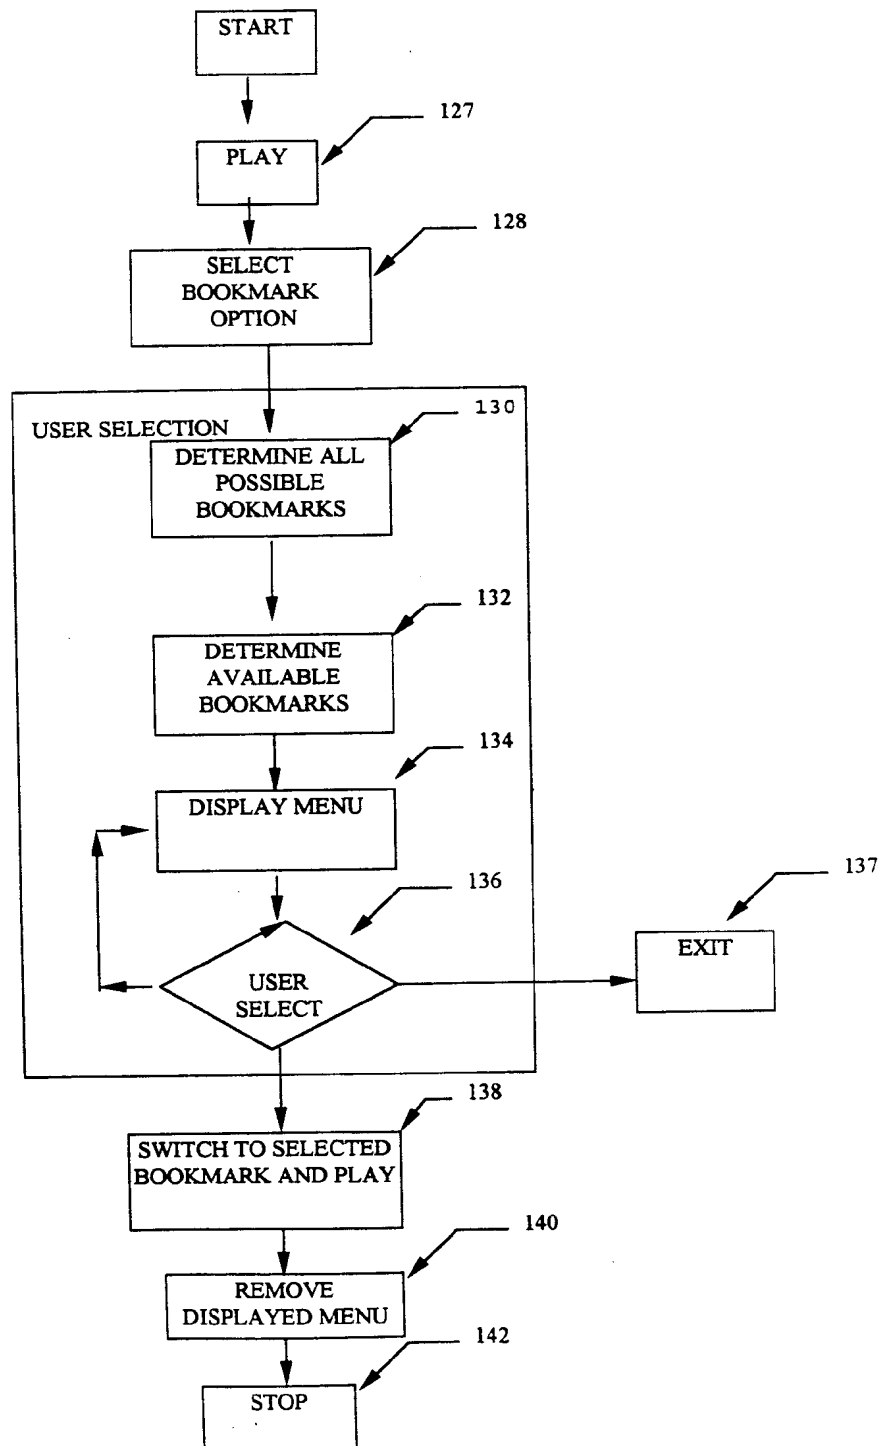 START
127
PLAY
128
SELECT
BOOKMARK
OPTION
USER SELECTION
130
DETERMINE ALL
POSSIBLE
BOOKMARKS
132
DETERMINE
AVAILABLE
BOOKMARKS
134
DISPLAY MENU
136
137
EXIT
USER
SELECT
138
SWITCH TO SELECTED
BOOKMARK AND PLAY
140
REMOVE
DISPLAYED MENU
142
STOP